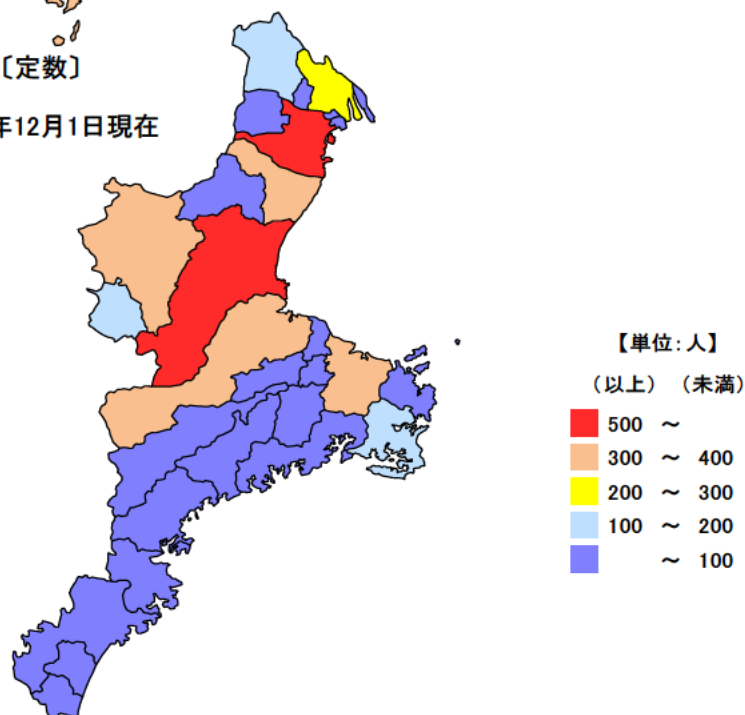 〔定数〕
年12月1日現在
【単位：人】
（以上） （未満）
500 ～
300 ～ 400
200 ～ 300
100 ～ 200
～ 100